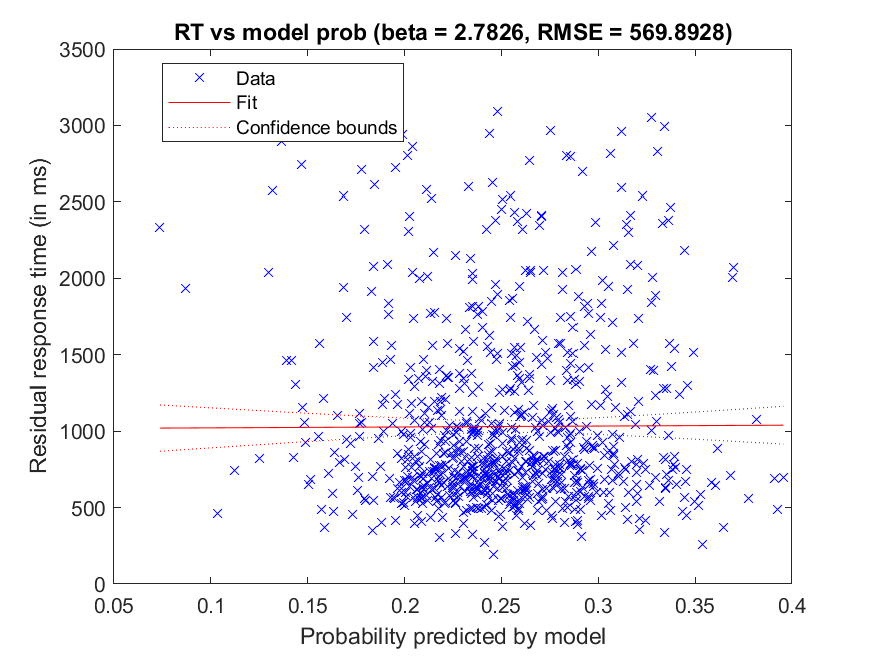 RT vs model prob (beta = 2.7826, RMSE = 569.8928)
3500
3000
2500
2000
1500
1000
500
0
Residual response time (in ms)
Data
Fit
Confidence bounds
0.05 0.1 0.15 0.2 0.25 0.3 0.35 0.4
Probability predicted by model